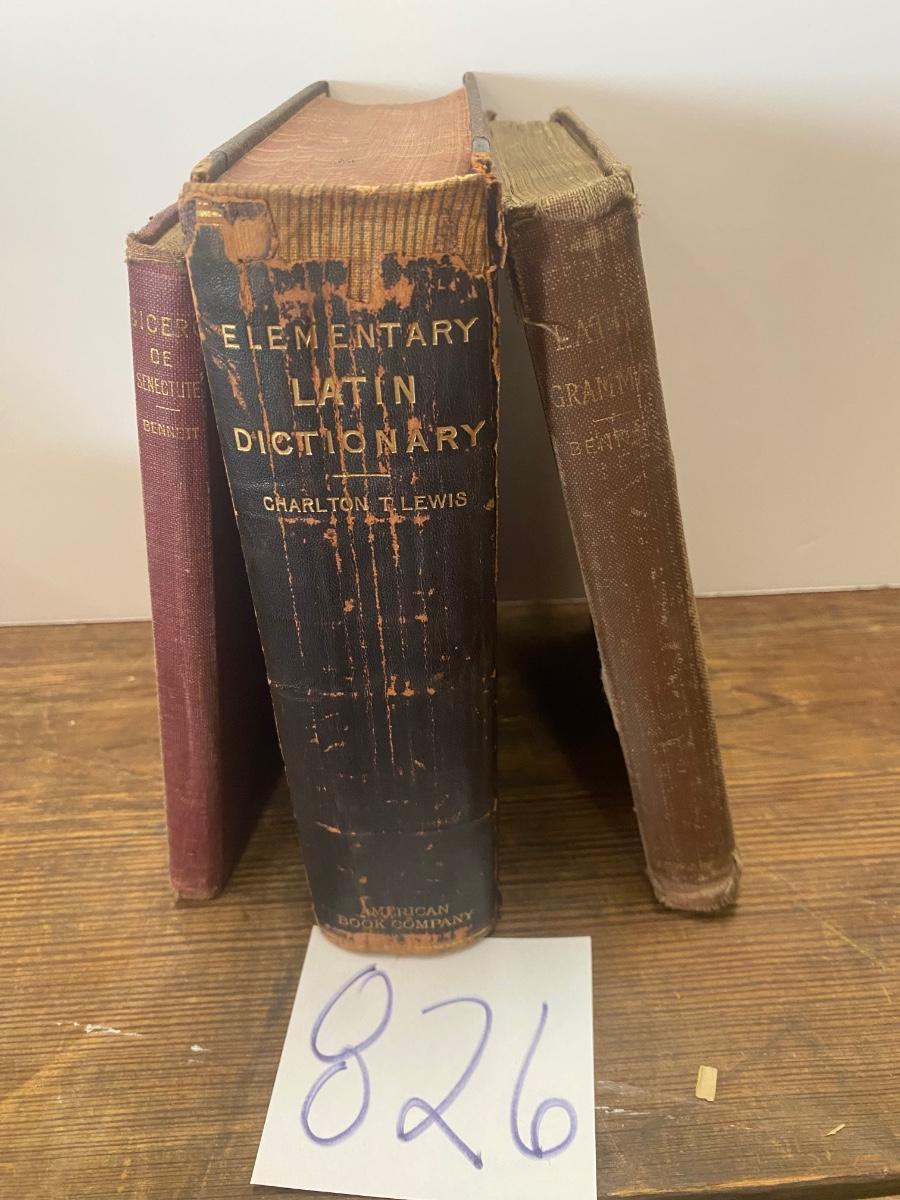 CICERO
DE
SENECTUTE
BENNETT
ELEMENTARY
LATIN
DICTIONARY
CHARLTON T. LEWIS
AMERICAN
BOOK COMPANY
LATIN
GRAMMAR
BENNETT
826